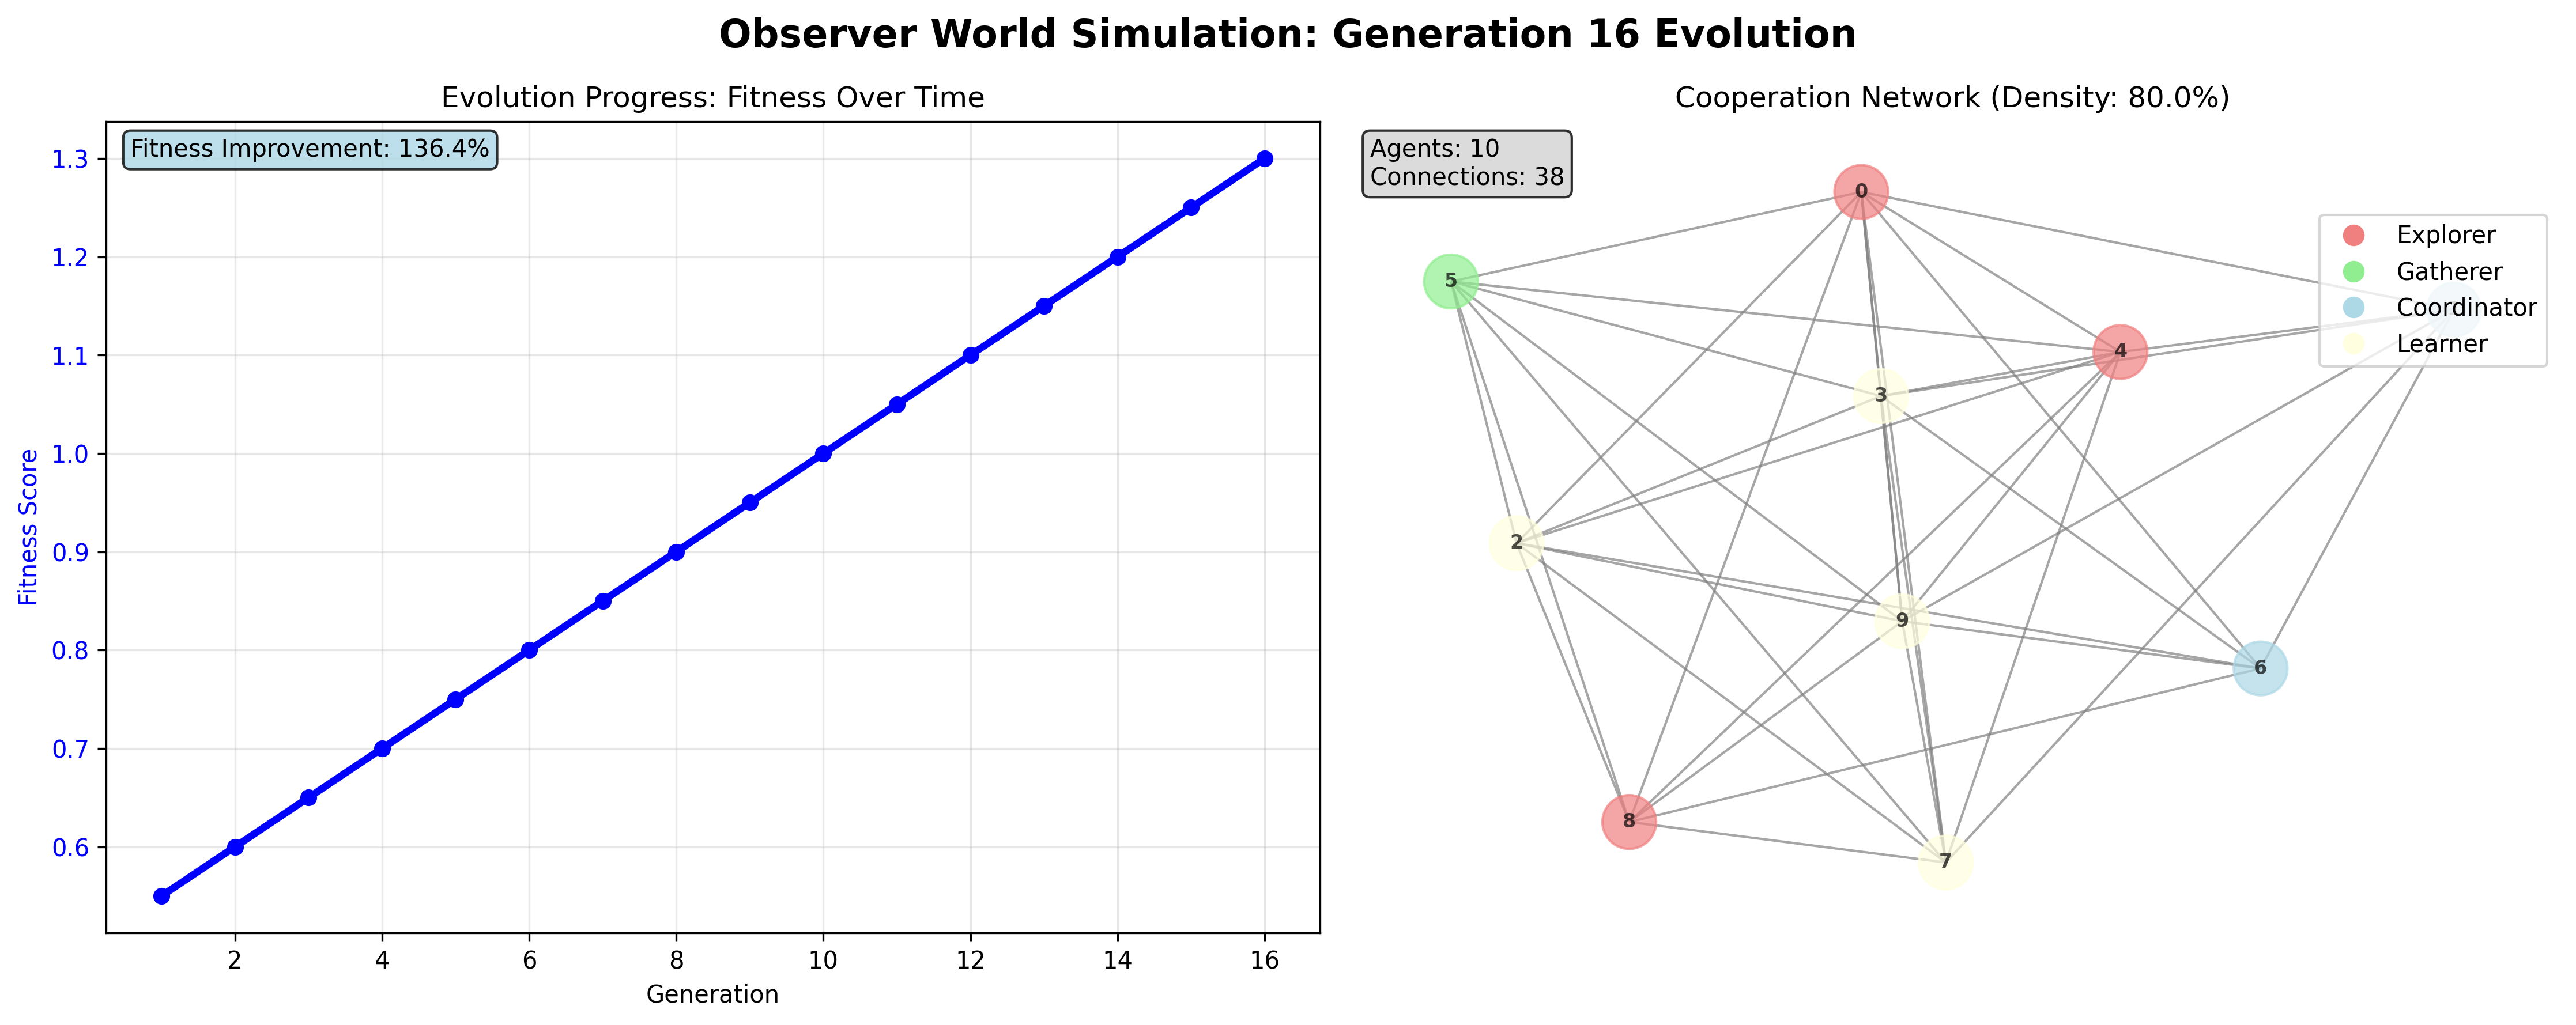 Observer World Simulation: Generation 16 Evolution
Evolution Progress: Fitness Over Time
Fitness Improvement: 136.4%
Fitness Score
1.3
1.2
1.1
1.0
0.9
0.8
0.7
0.6
2 4 6 8 10 12 14 16
Generation
Cooperation Network (Density: 80.0%)
Agents: 10
Connections: 38
0
5
4
3
2
9
6
8
7
Explorer
Gatherer
Coordinator
Learner